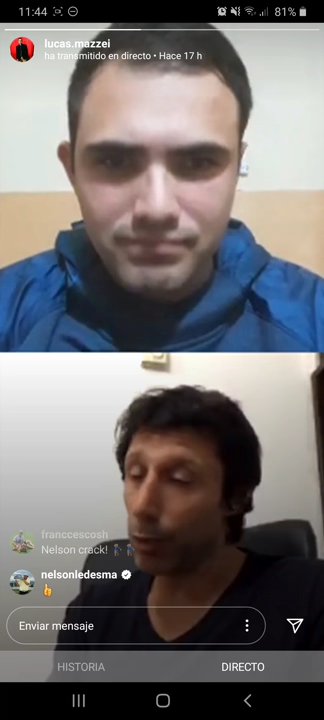 11:44
81%
lucas.mazzei
ha transmitido en directo • Hace 17 h
franccescosh
Nelson crack!
nelsonledesma
Enviar mensaje
HISTORIA
DIRECTO